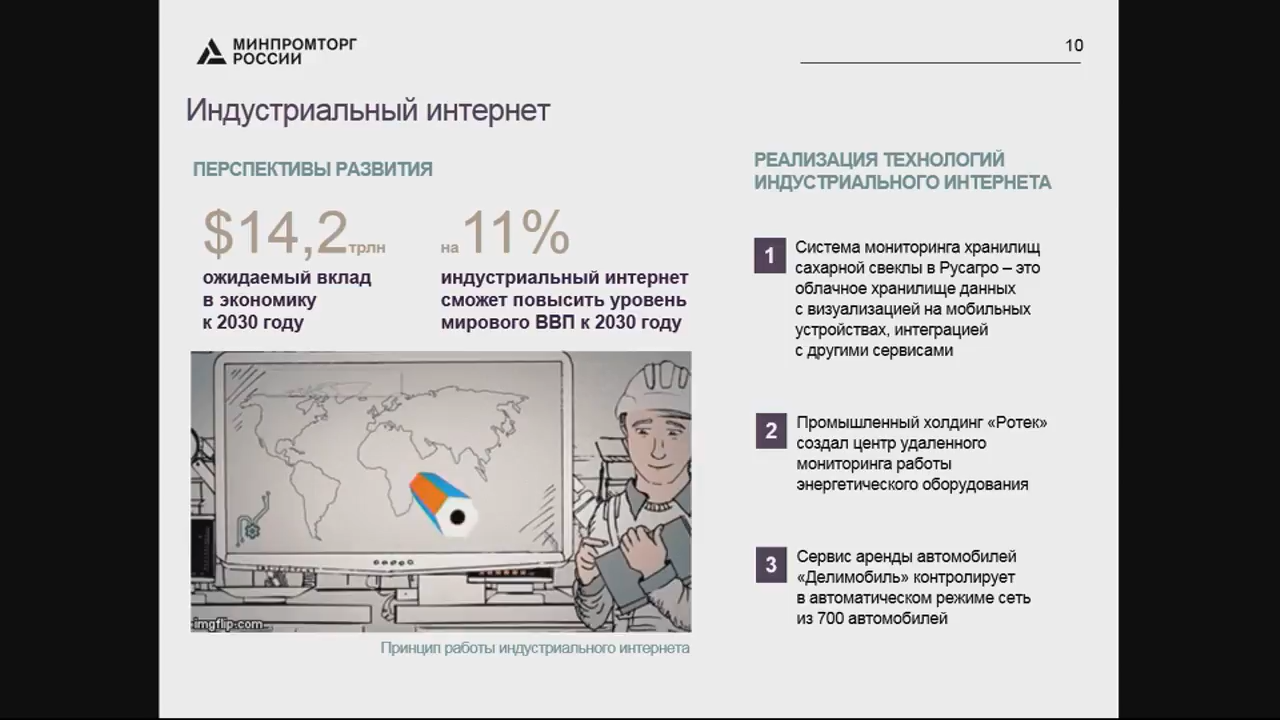 МИНПРОМТОРГ
РОССИИ
10
Индустриальный интернет
ПЕРСПЕКТИВЫ РАЗВИТИЯ
$14,2 трлн
ожидаемый вклад
в экономику
к 2030 году
на 11%
индустриальный интернет
сможет повысить уровень
мирового ВВП к 2030 году
imgflip.com
Принцип работы индустриального интернета
РЕАЛИЗАЦИЯ ТЕХНОЛОГИЙ
ИНДУСТРИАЛЬНОГО ИНТЕРНЕТА
1
Система мониторинга хранилищ
сахарной свеклы в Русагро – это
облачное хранилище данных
с визуализацией на мобильных
устройствах, интеграцией
с другими сервисами
2
Промышленный холдинг «Ротек»
создал центр удаленного
мониторинга работы
энергетического оборудования
3
Сервис аренды автомобилей
«Делимобиль» контролирует
в автоматическом режиме сеть
из 700 автомобилей